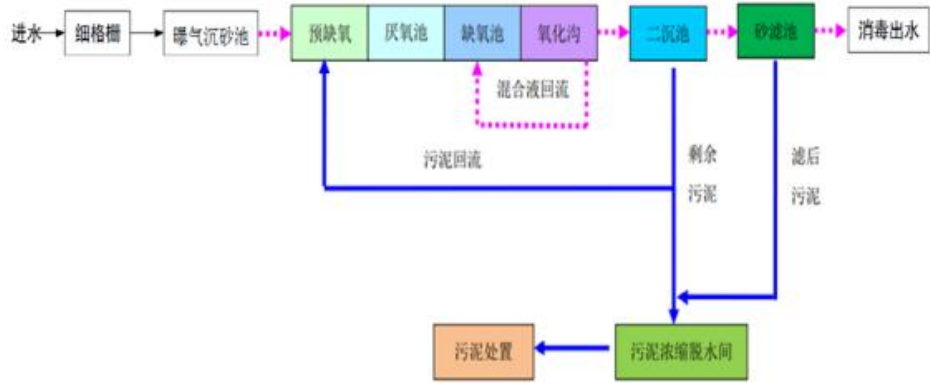 进水
细格栅
曝气沉砂池
预缺氧
厌氧池
缺氧池
氧化沟
二沉池
砂滤池
消毒出水
混合液回流
污泥回流
剩余
污泥
滤后
污泥
污泥处置
污泥浓缩脱水间